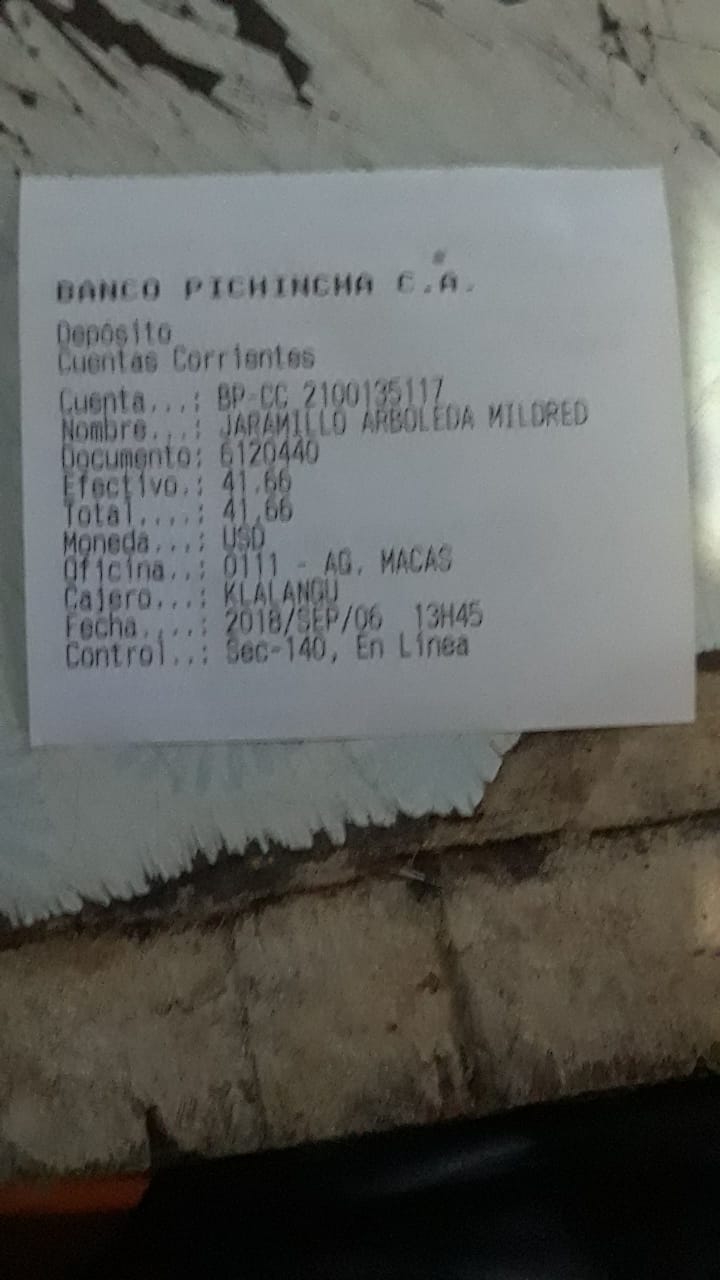 BANCO PICHINCHA C.A.
Depósito
Cuentas Corrientes
Cuenta...: BP-CC 2100135117
Nombre...: JARAMILLO ARBOLEDA MILDRED
Documento: 6120440
Efectivo.: 41.66
Total....: 41.66
Moneda...: USD
Oficina..: 0111 - AG. MACAS
Cajero...: KLALANGU
Fecha....: 2018/SEP/06 13H45
Control..: Sec-140, En Línea